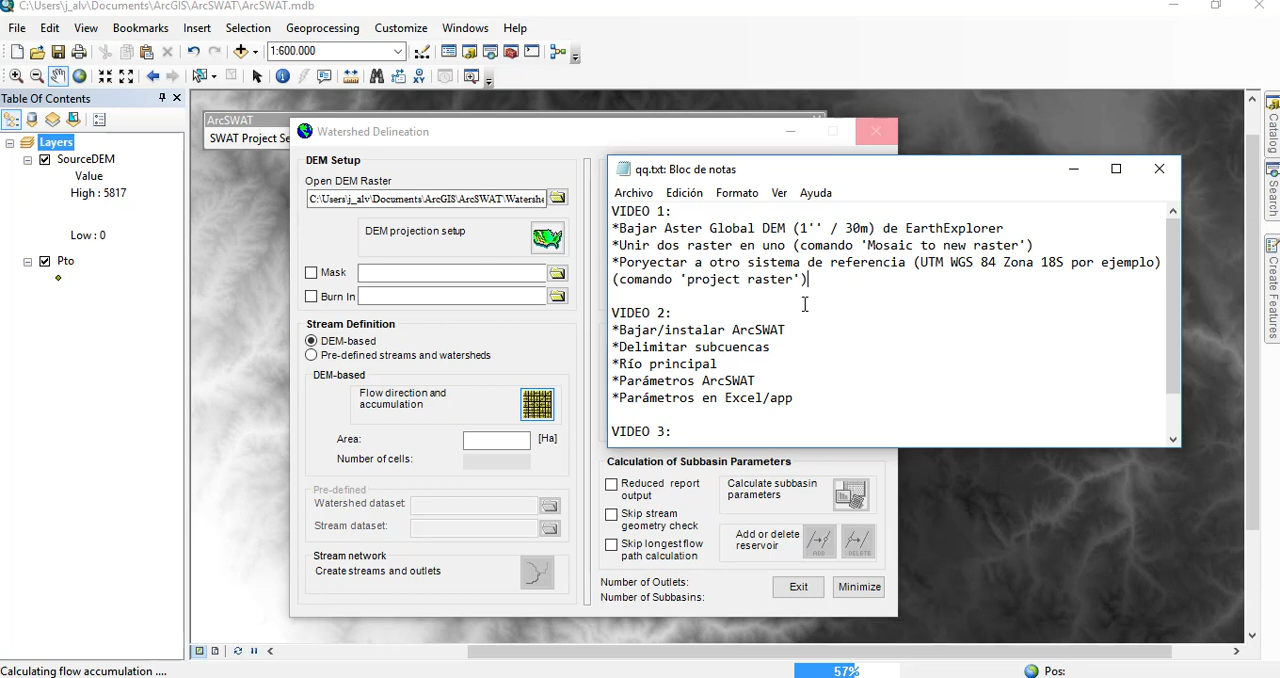 C:\Users\j_alv\Documents\ArcGIS\ArcSWAT\ArcSWAT.mdb
File Edit View Bookmarks Insert Selection Geoprocessing Customize Windows Help
1:600.000
Table Of Contents
Layers
SourceDEM
Value
High : 5817
Low : 0
Pto
ArcSWAT
SWAT Project Se
Watershed Delineation
DEM Setup
Open DEM Raster
C:\Users\j_alv\Documents\ArcGIS\ArcSWAT\Watershe
DEM projection setup
Mask
Burn In
Stream Definition
DEM-based
Pre-defined streams and watersheds
DEM-based
Flow direction and
accumulation
Area: [Ha]
Number of cells:
Pre-defined
Watershed dataset
Stream dataset:
Stream network
Create streams and outlets
qq.txt: Bloc de notas
Archivo Edición Formato Ver Ayuda
VIDEO 1:
*Bajar Aster Global DEM (1'' / 30m) de EarthExplorer
*Unir dos raster en uno (comando 'Mosaic to new raster')
*Poryectar a otro sistema de referencia (UTM WGS 84 Zona 18S por ejemplo)
(comando 'project raster')
VIDEO 2:
*Bajar/instalar ArcSWAT
*Delimitar subcuencas
*Río principal
*Parámetros ArcSWAT
*Parámetros en Excel/app
VIDEO 3:
Calculation of Subbasin Parameters
Reduced report
output
Calculate subbasin
parameters
Skip stream
geometry check
Skip longest flow
path calculation
Add or delete
reservoir
ADD
DELETE
Number of Outlets:
Number of Subbasins:
Exit
Minimize
Catalog
Search
Create Features
Calculating flow accumulation ....
57%
Pos: